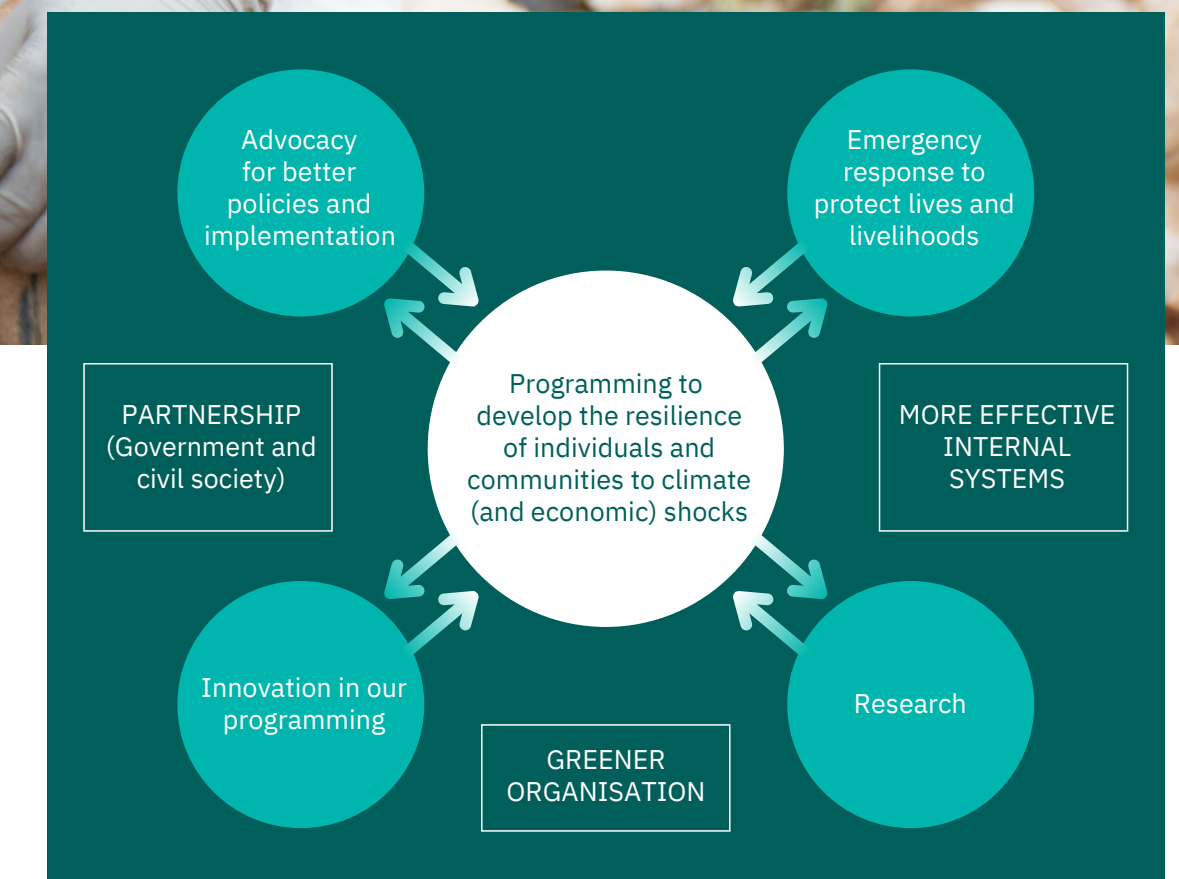 Advocacy
for better
policies and
implementation
Emergency
response to
protect lives and
livelihoods
Programming to
develop the resilience
of individuals and
communities to climate
(and economic) shocks
PARTNERSHIP
(Government and
civil society)
MORE EFFECTIVE
INTERNAL
SYSTEMS
Innovation in our
programming
Research
GREENER
ORGANISATION